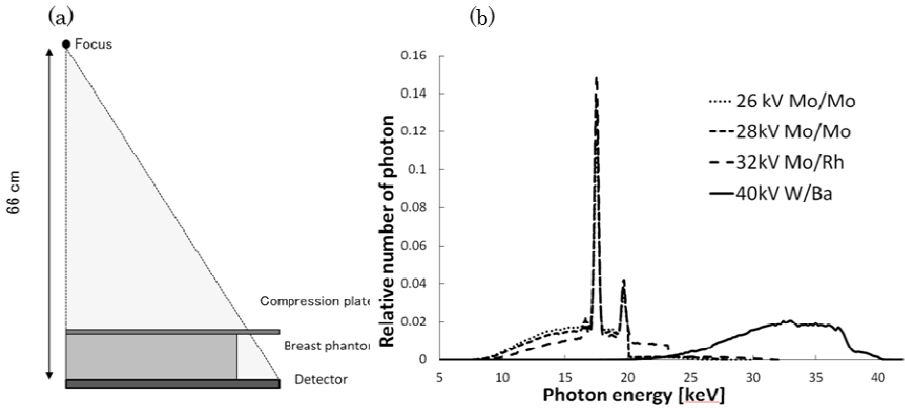 (a)
Focus
66 cm
Compression plate
Breast phantom
Detector
(b)
Relative number of photon
0.16
0.14
0.12
0.1
0.08
0.06
0.04
0.02
0
5
10
15
20
25
30
35
40
Photon energy [keV]
26 kV Mo/Mo
28kV Mo/Mo
32kV Mo/Rh
40kV W/Ba